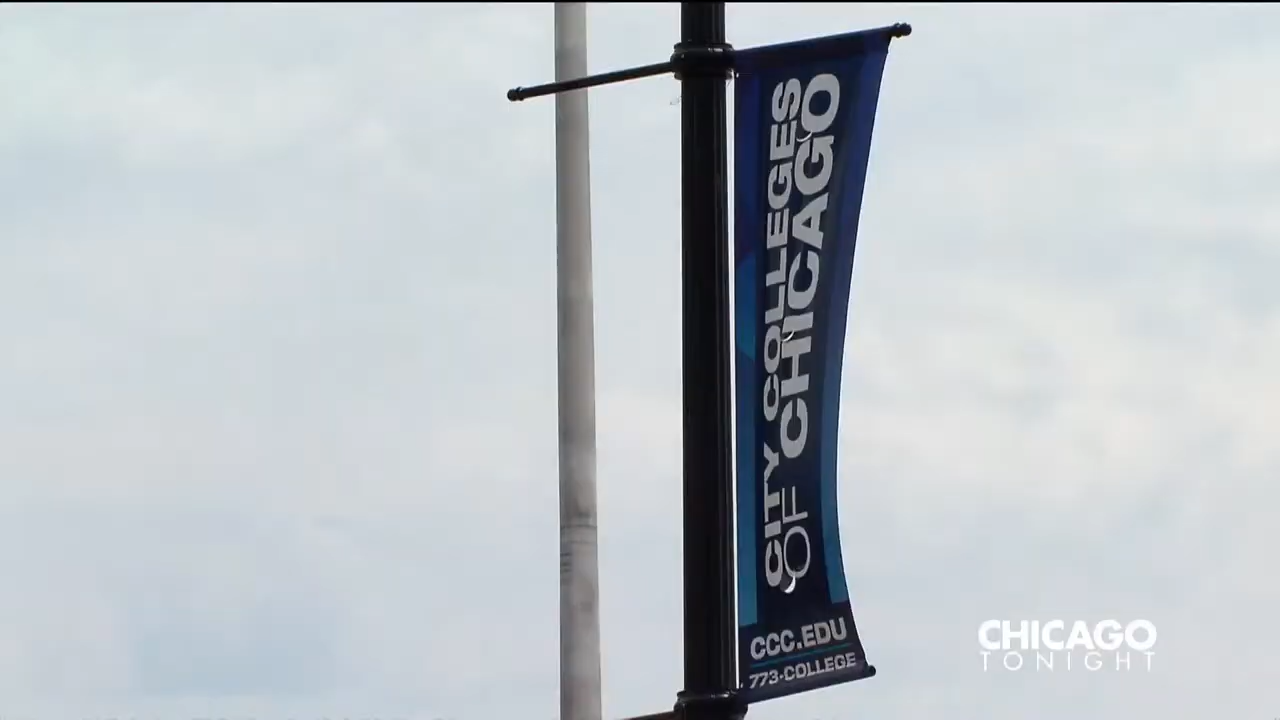 CITY COLLEGES
OF CHICAGO
CCC.EDU
773-COLLEGE
CHICAGO
TONIGHT